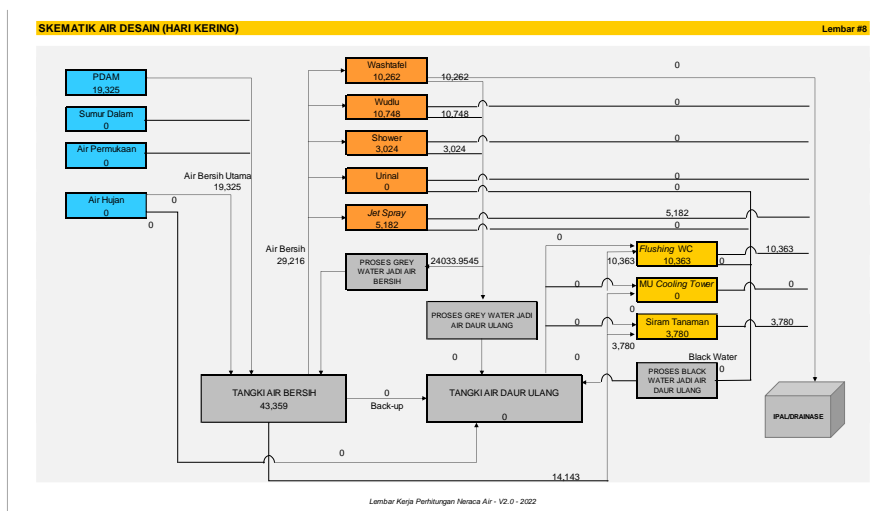 SKEMATIK AIR DESAIN (HARI KERING)
Lembar #8
PDAM
19,325
Sumur Dalam
0
Air Permukaan
0
Air Hujan
0
0
0
Air Bersih Utama
19,325
Air Bersih
29,216
Washtafel
10,262
10,262
0
Wudlu
10,748
10,748
0
Shower
3,024
3,024
0
Urinal
0
0
0
Jet Spray
5,182
5,182
0
PROSES GREY
WATER JADI AIR
BERSIH
24033.9545
PROSES GREY WATER JADI
AIR DAUR ULANG
0
0
0
0
0
Flushing WC
10,363
10,363
10,363
0
MU Cooling Tower
0
0
0
Siram Tanaman
3,780
3,780
3,780
Black Water
0
PROSES BLACK
WATER JADI AIR
DAUR ULANG
TANGKI AIR BERSIH
43,359
0
Back-up
TANGKI AIR DAUR ULANG
0
0
14,143
IPAL/DRAINASE
Lembar Kerja Perhitungan Neraca Air - V2.0 - 2022